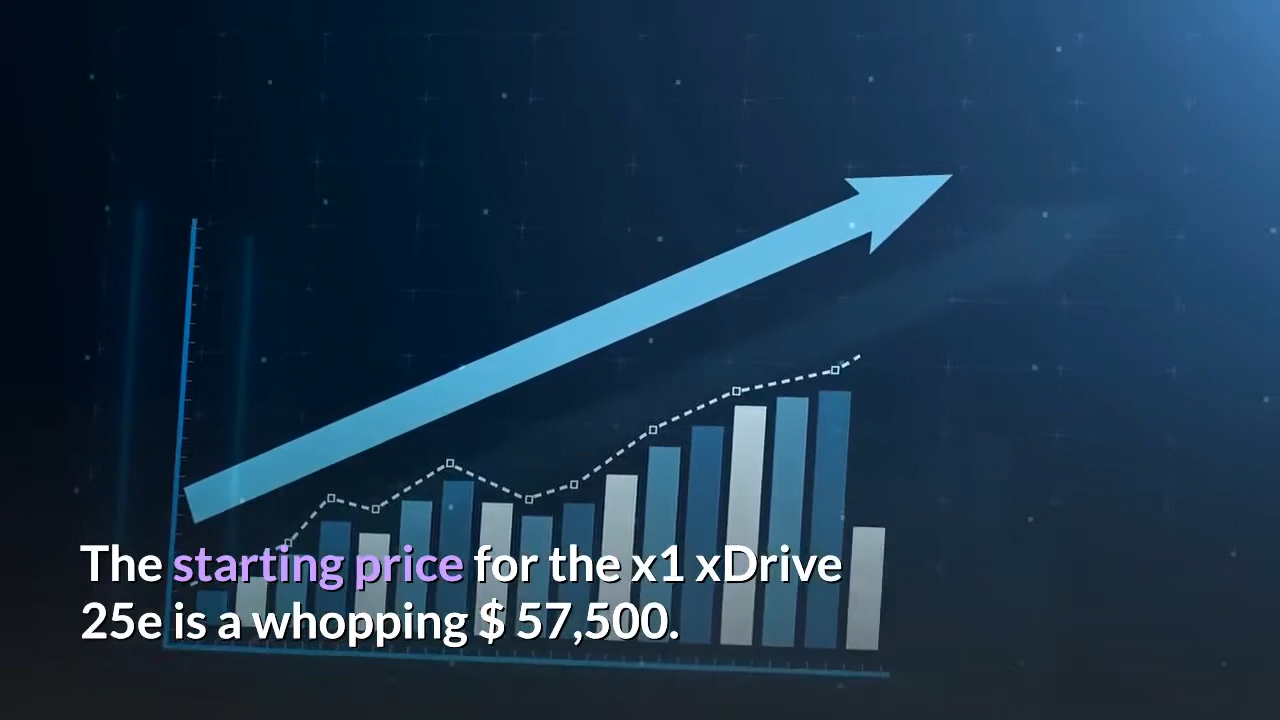 The starting price for the x1 xDrive
25e is a whopping $ 57,500.